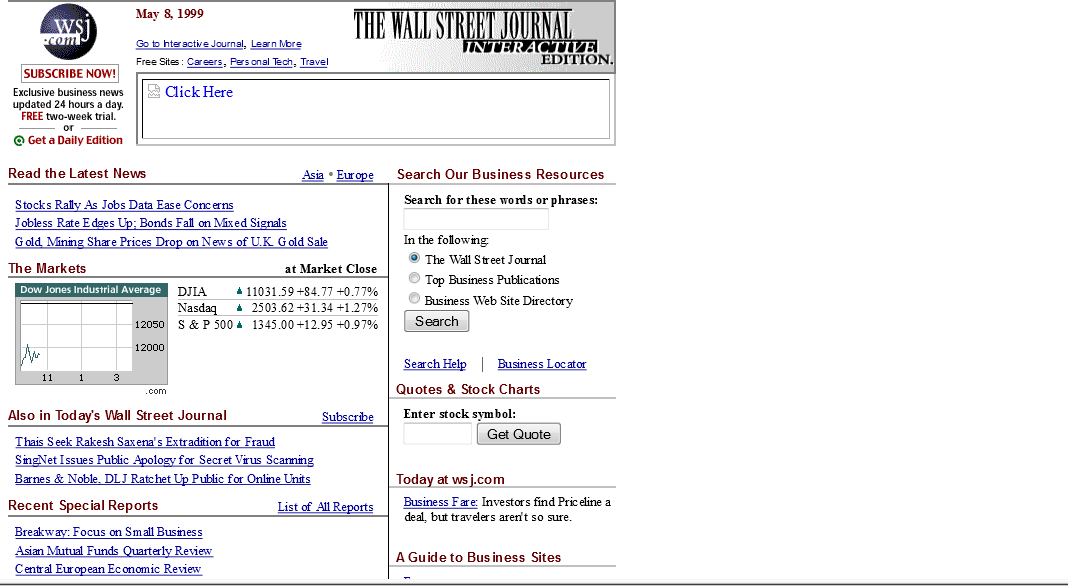 wsj
.com
SUBSCRIBE NOW!
Exclusive business news
updated 24 hours a day.
FREE two-week trial.
or
Get a Daily Edition
May 8, 1999
Go to Interactive Journal, Learn More
Free Sites: Careers, Personal Tech, Travel
THE WALL STREET JOURNAL
INTERACTIVE
EDITION.
Click Here
Read the Latest News
Asia • Europe
Stocks Rally As Jobs Data Ease Concerns
Jobless Rate Edges Up; Bonds Fall on Mixed Signals
Gold, Mining Share Prices Drop on News of U.K. Gold Sale
The Markets
at Market Close
Dow Jones Industrial Average
12050
12000
11 1 3
.com
DJIA 11031.59 +84.77 +0.77%
Nasdaq 2503.62 +31.34 +1.27%
S & P 500 1345.00 +12.95 +0.97%
Also in Today's Wall Street Journal
Subscribe
Thais Seek Rakesh Saxena's Extradition for Fraud
SingNet Issues Public Apology for Secret Virus Scanning
Barnes & Noble, DLJ Ratchet Up Public for Online Units
Recent Special Reports
List of All Reports
Breakway: Focus on Small Business
Asian Mutual Funds Quarterly Review
Central European Economic Review
Search Our Business Resources
Search for these words or phrases:
In the following:
The Wall Street Journal
Top Business Publications
Business Web Site Directory
Search
Search Help | Business Locator
Quotes & Stock Charts
Enter stock symbol:
Get Quote
Today at wsj.com
Business Fare: Investors find Priceline a
deal, but travelers aren't so sure.
A Guide to Business Sites